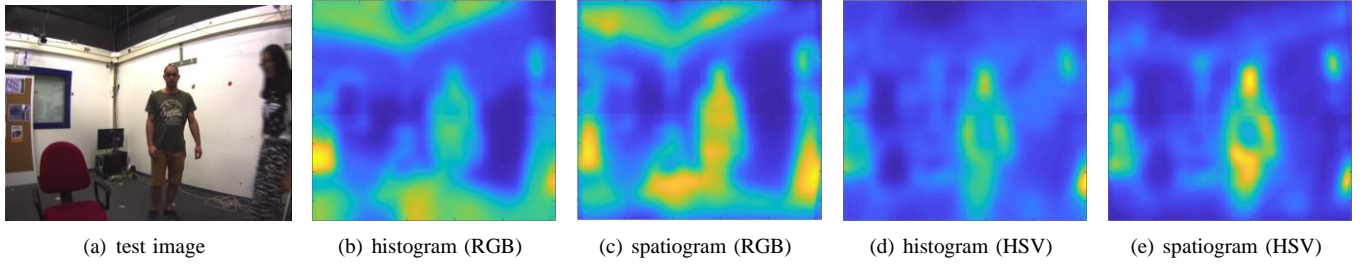 (a) test image
(b) histogram (RGB)
(c) spatiogram (RGB)
(d) histogram (HSV)
(e) spatiogram (HSV)